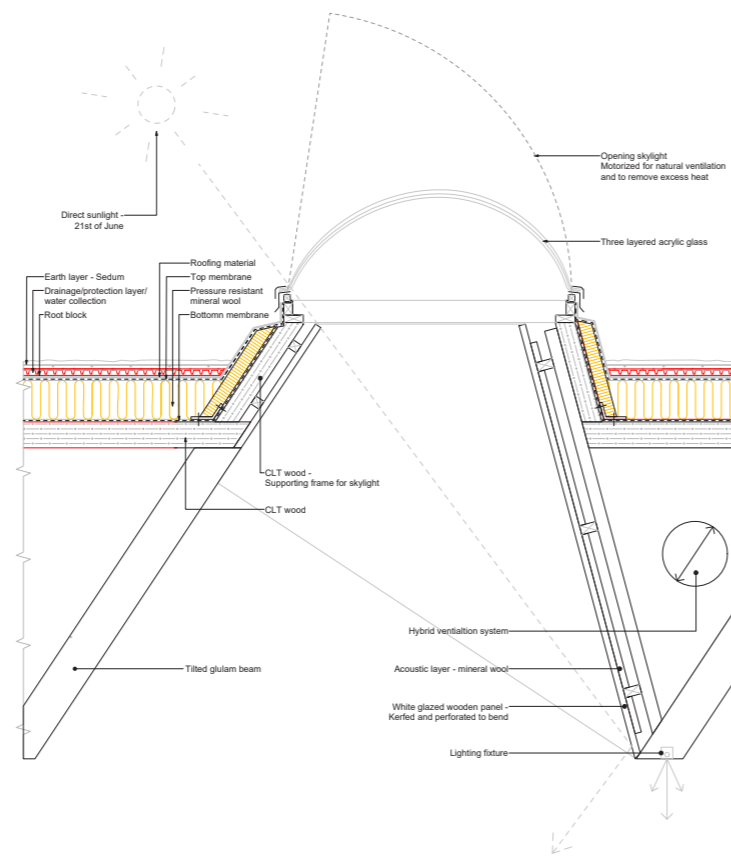 Opening skylight
Motorized for natural ventilation
and to remove excess heat
Direct sunlight -
21st of June
Three layered acrylic glass
Roofing material
Earth layer - Sedum
Top membrane
Drainage/protection layer/
water collection
Pressure resistant
mineral wool
Root block
Bottomn membrane
CLT wood -
Supporting frame for skylight
CLT wood
Hybrid ventialtion system
Tilted glulam beam
Acoustic layer - mineral wool
White glazed wooden panel -
Kerfed and perforated to bend
Lighting fixture